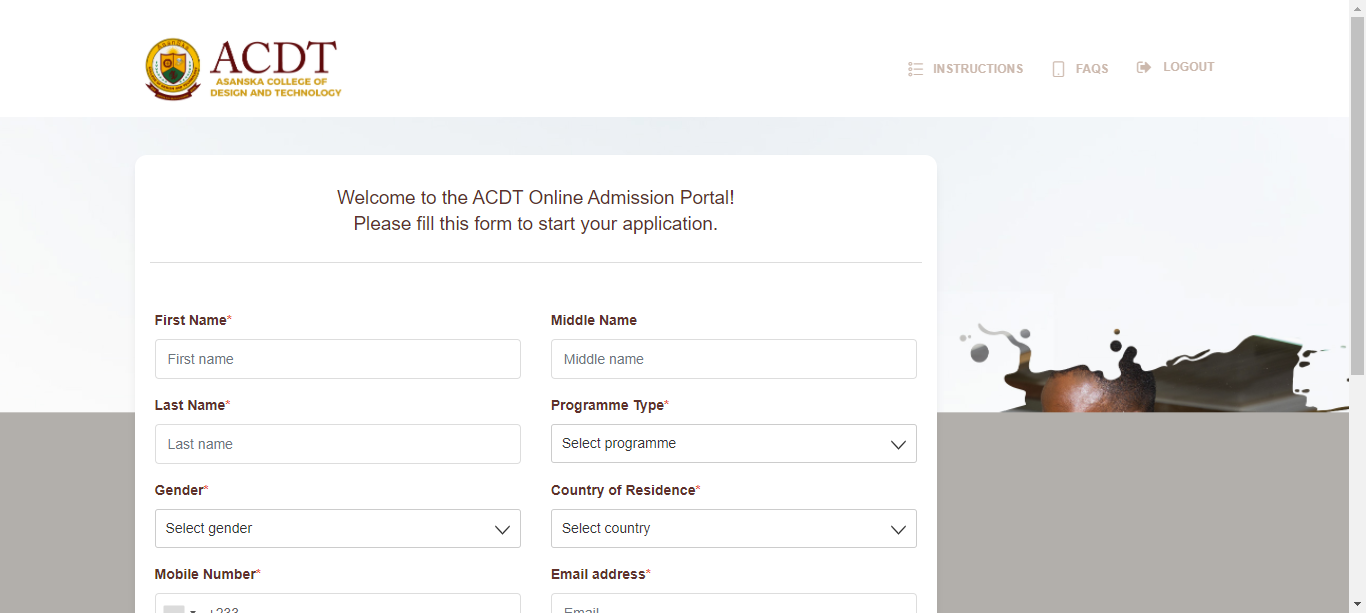 ACDT
ASANSKA COLLEGE OF
DESIGN AND TECHNOLOGY
INSTRUCTIONS
FAQS
LOGOUT
Welcome to the ACDT Online Admission Portal!
Please fill this form to start your application.
First Name*
Middle Name
First name
Middle name
Last Name*
Programme Type*
Last name
Select programme
Gender*
Country of Residence*
Select gender
Select country
Mobile Number*
Email address*
+233
Email